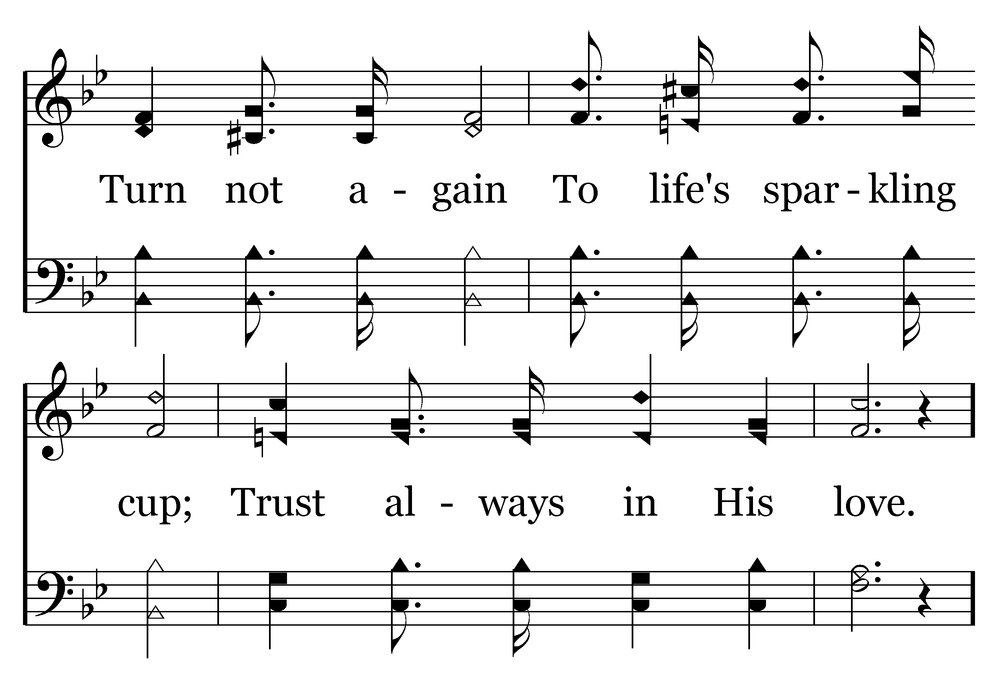 Turn not a - gain To life's spar - kling
cup; Trust al - ways in His love.